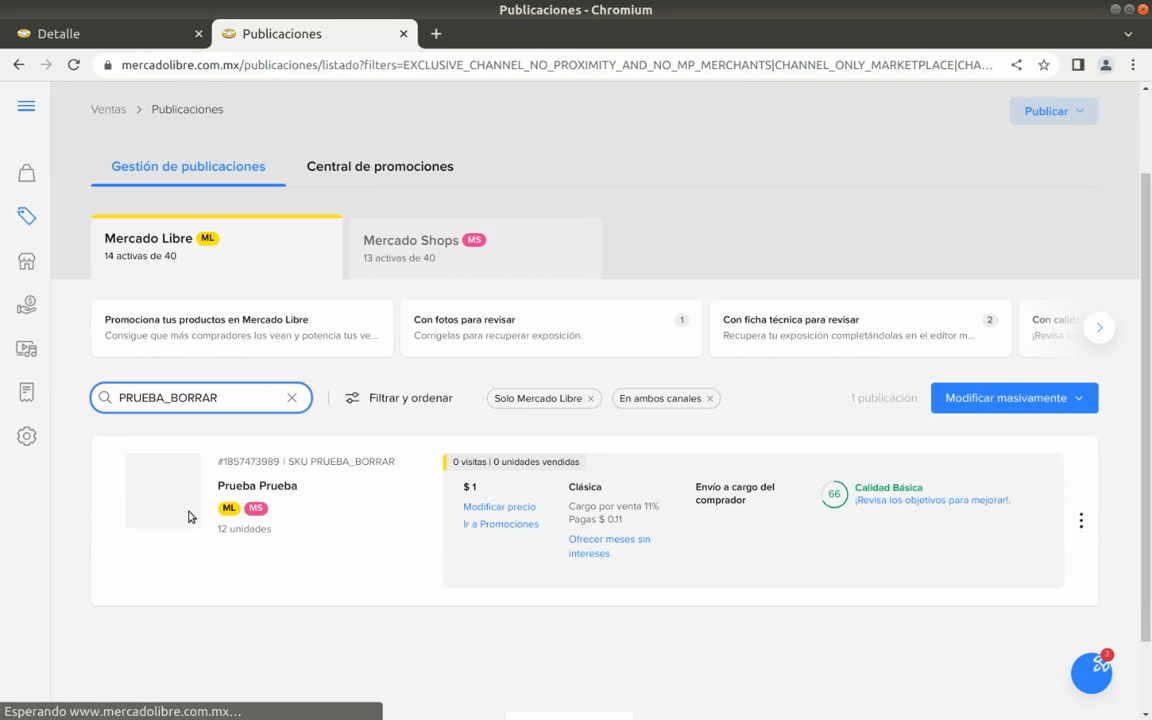 Publicaciones - Chromium
Detalle
Publicaciones
mercadolibre.com.mx/publicaciones/listado?filters=EXCLUSIVE_CHANNEL_NO_PROXIMITY_AND_NO_MP_MERCHANTS|CHANNEL_ONLY_MARKETPLACE|CHA...
Ventas > Publicaciones
Publicar
Gestión de publicaciones
Central de promociones
Mercado Libre ML
14 activas de 40
Mercado Shops MS
13 activas de 40
Promociona tus productos en Mercado Libre
Consigue que más compradores los vean y potencia tus ve...
Con fotos para revisar 1
Corrígelas para recuperar exposición.
Con ficha técnica para revisar 2
Recupera tu exposición completándolas en el editor m...
Con calid
¡Revisa lo
PRUEBA_BORRAR
Filtrar y ordenar
Solo Mercado Libre
En ambos canales
1 publicación
Modificar masivamente
#1857473989 | SKU PRUEBA_BORRAR
Prueba Prueba
ML MS
12 unidades
0 visitas | 0 unidades vendidas
$ 1
Modificar precio
Ir a Promociones
Clásica
Cargo por venta 11%
Pagas $ 0.11
Ofrecer meses sin
intereses
Envío a cargo del
comprador
66
Calidad Básica
¡Revisa los objetivos para mejorar!.
3
Esperando www.mercadolibre.com.mx...